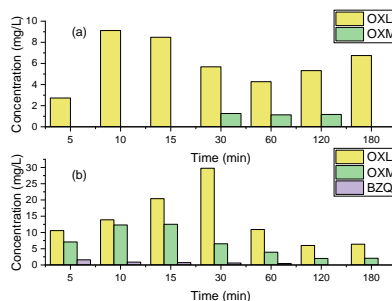 OXL
OXM
(a)
Concentration (mg/L)
10
8
6
4
2
0
5 10 15 30 60 120 180
Time (min)
OXL
OXM
BZQ
(b)
Concentration (mg/L)
30
25
20
15
10
5
0
5 10 15 30 60 120 180
Time (min)